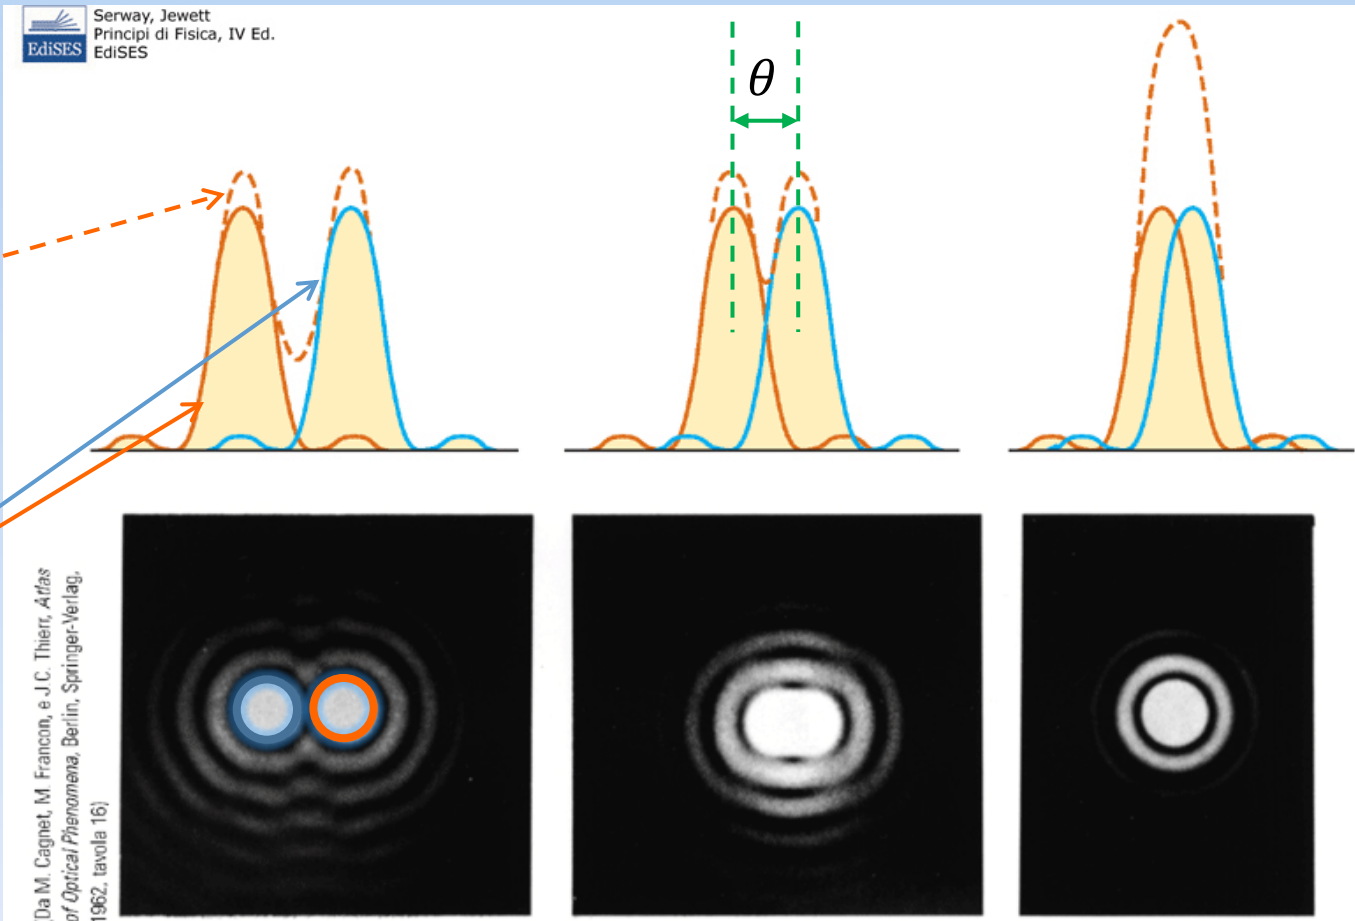 Serway, Jewett
Principi di Fisica, IV Ed.
EdiSES
EdiSES
θ
(Da M. Cagnet, M. Francon, e J.C. Thierr, Atlas
of Optical Phenomena, Berlin, Springer-Verlag,
1962, tavola 16)